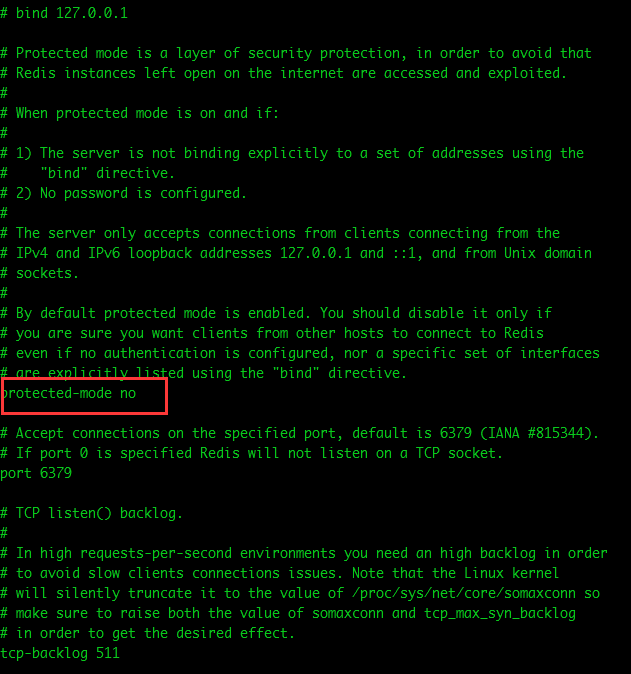 # bind 127.0.0.1
# Protected mode is a layer of security protection, in order to avoid that
# Redis instances left open on the internet are accessed and exploited.
#
# When protected mode is on and if:
#
# 1) The server is not binding explicitly to a set of addresses using the
#    "bind" directive.
# 2) No password is configured.
#
# The server only accepts connections from clients connecting from the
# IPv4 and IPv6 loopback addresses 127.0.0.1 and ::1, and from Unix domain
# sockets.
#
# By default protected mode is enabled. You should disable it only if
# you are sure you want clients from other hosts to connect to Redis
# even if no authentication is configured, nor a specific set of interfaces
# are explicitly listed using the "bind" directive.
protected-mode no
# Accept connections on the specified port, default is 6379 (IANA #815344).
# If port 0 is specified Redis will not listen on a TCP socket.
port 6379
# TCP listen() backlog.
#
# In high requests-per-second environments you need an high backlog in order
# to avoid slow clients connections issues. Note that the Linux kernel
# will silently truncate it to the value of /proc/sys/net/core/somaxconn so
# make sure to raise both the value of somaxconn and tcp_max_syn_backlog
# in order to get the desired effect.
tcp-backlog 511